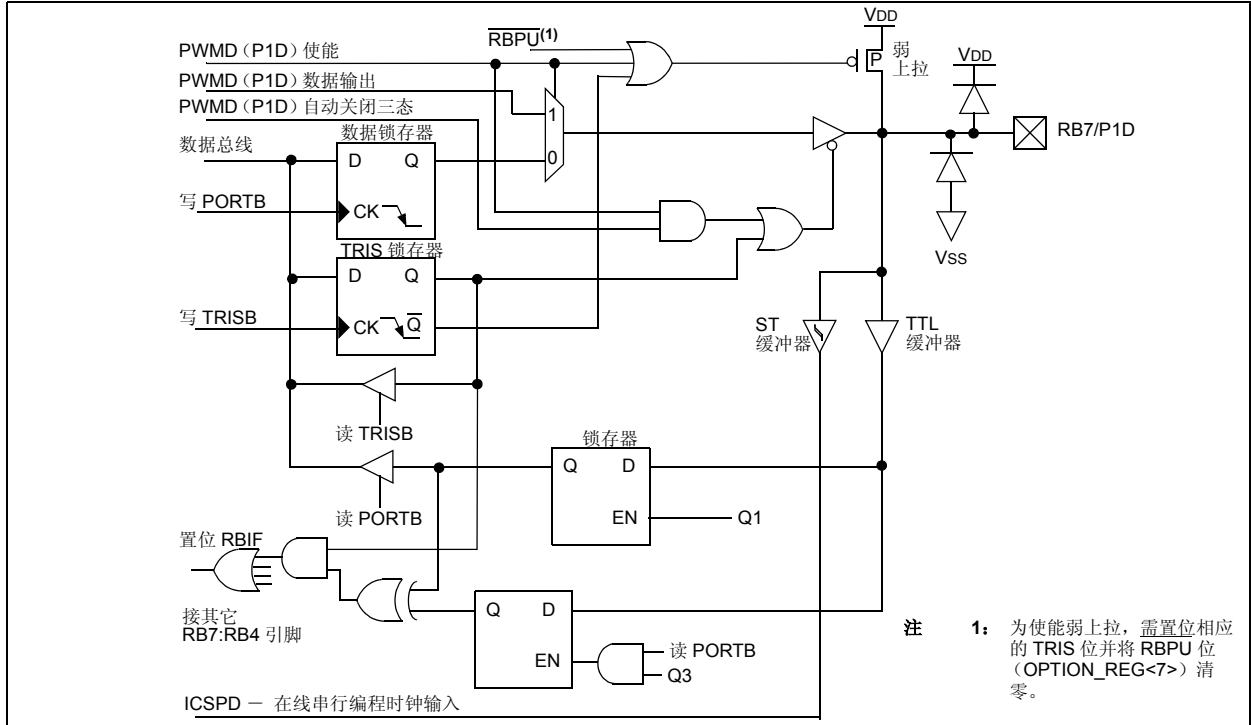 VDD
RBPU(1)
PWMD（P1D）使能
P
弱
上拉
VDD
PWMD（P1D）数据输出
1
PWMD（P1D）自动关闭三态
数据锁存器
RB7/P1D
数据总线
D
Q
0
写 PORTB
CK
VSS
TRIS 锁存器
D
Q
写 TRISB
CK
Q
ST
缓冲器
TTL
缓冲器
读 TRISB
锁存器
Q
D
读 PORTB
EN
Q1
置位 RBIF
Q
D
接其它
RB7:RB4 引脚
EN
读 PORTB
Q3
注 1: 为使能弱上拉，需置位相应
的 TRIS 位并将 RBPU 位
（OPTION_REG<7>）清
零。
ICSPD － 在线串行编程时钟输入